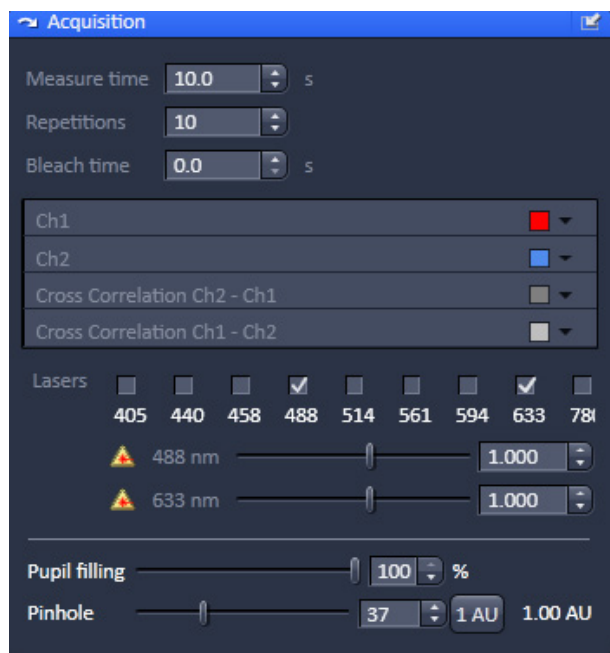 Acquisition
Measure time 10.0 s
Repetitions 10
Bleach time 0.0 s
Ch1
Ch2
Cross Correlation Ch2 - Ch1
Cross Correlation Ch1 - Ch2
Lasers
405 440 458 488 514 561 594 633
488 nm 1.000
633 nm 1.000
Pupil filling 100 %
Pinhole 37 1 AU 1.00 AU